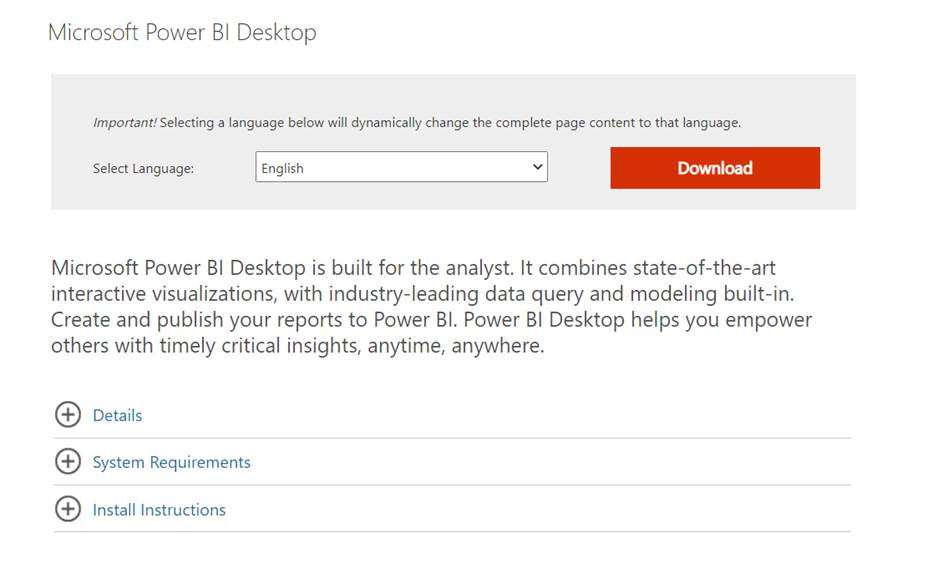 Microsoft Power BI Desktop
Important! Selecting a language below will dynamically change the complete page content to that language.
Select Language:
English
Download
Microsoft Power BI Desktop is built for the analyst. It combines state-of-the-art
interactive visualizations, with industry-leading data query and modeling built-in.
Create and publish your reports to Power BI. Power BI Desktop helps you empower
others with timely critical insights, anytime, anywhere.
Details
System Requirements
Install Instructions